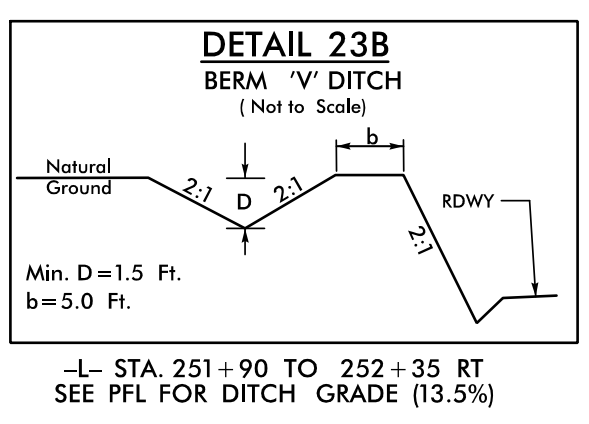 DETAIL 23B
BERM 'V' DITCH
( Not to Scale)
b
Natural
Ground
2:1
D
2:1
RDWY
2:1
Min. D=1.5 Ft.
b=5.0 Ft.
-L- STA. 251+90 TO 252+35 RT
SEE PFL FOR DITCH GRADE (13.5%)